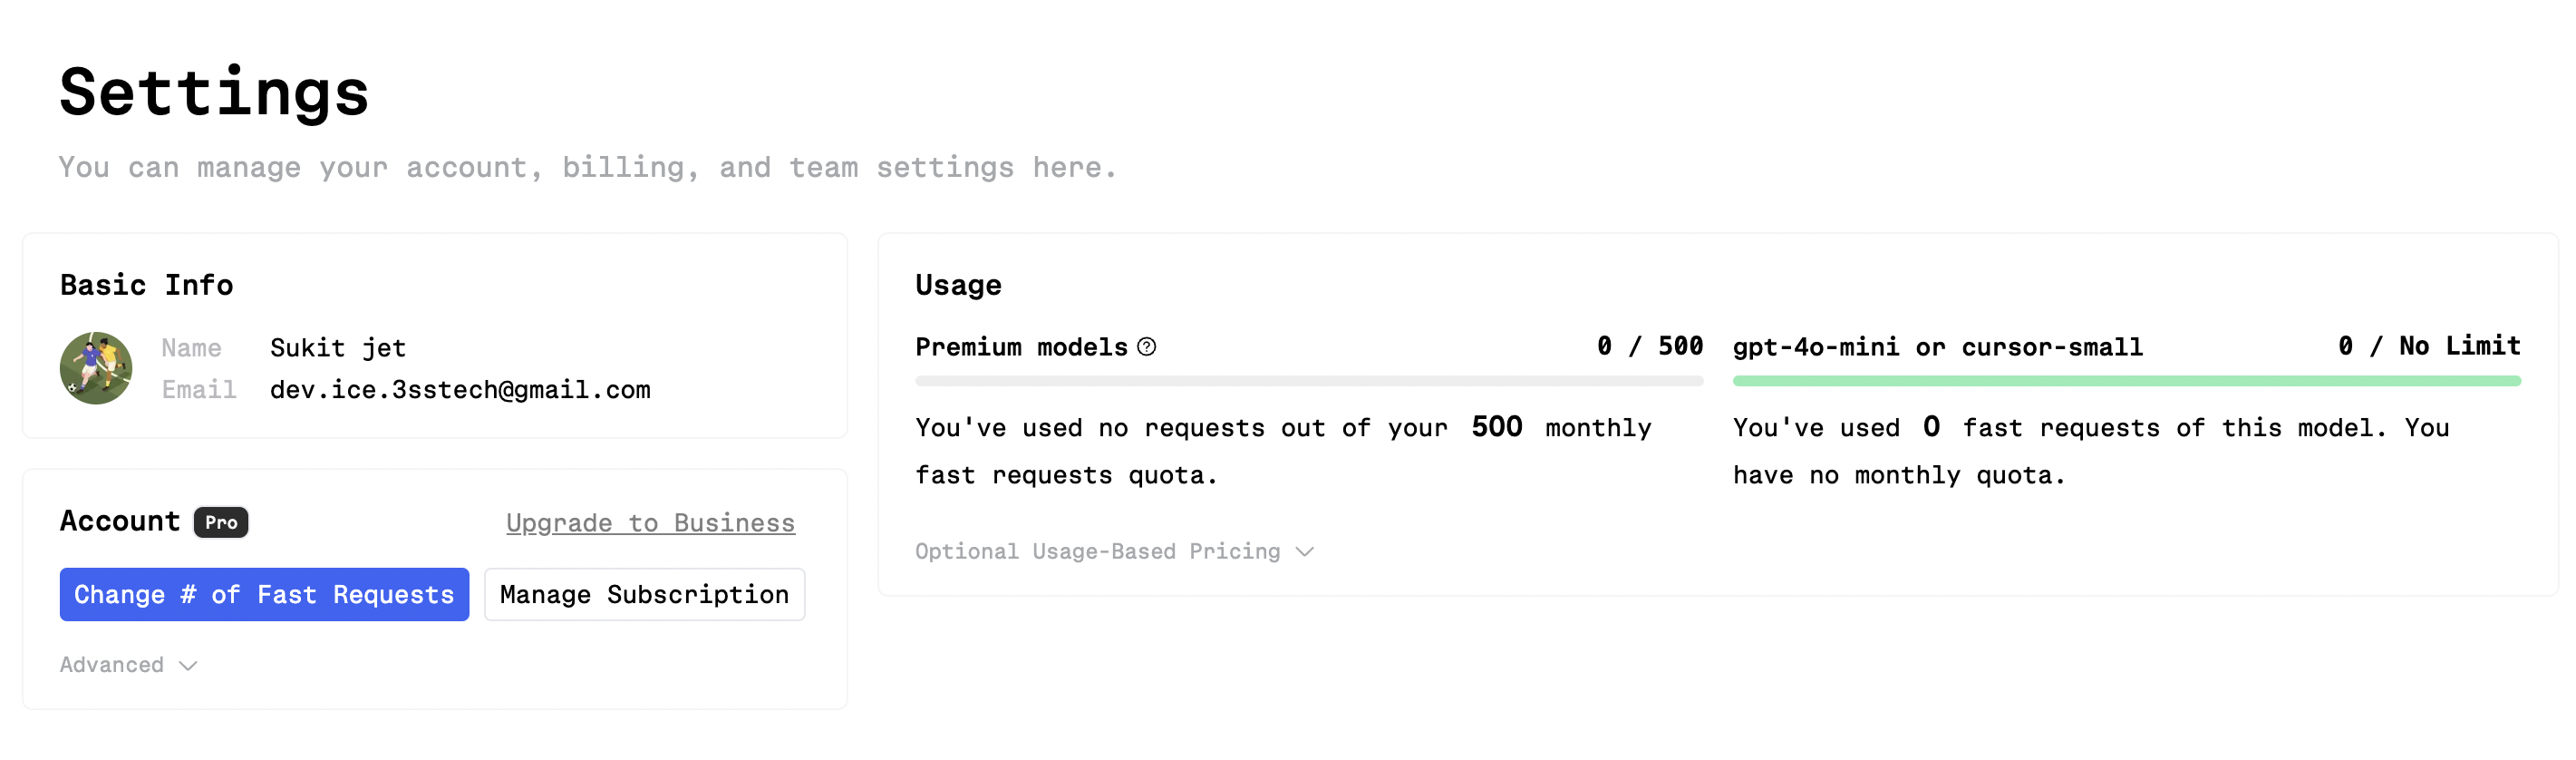 Settings
You can manage your account, billing, and team settings here.
Basic Info
Name Sukit jet
Email dev.ice.3sstech@gmail.com
Account Pro Upgrade to Business
Change # of Fast Requests Manage Subscription
Advanced
Usage
Premium models 0 / 500
You've used no requests out of your 500 monthly
fast requests quota.
gpt-4o-mini or cursor-small 0 / No Limit
You've used 0 fast requests of this model. You
have no monthly quota.
Optional Usage-Based Pricing